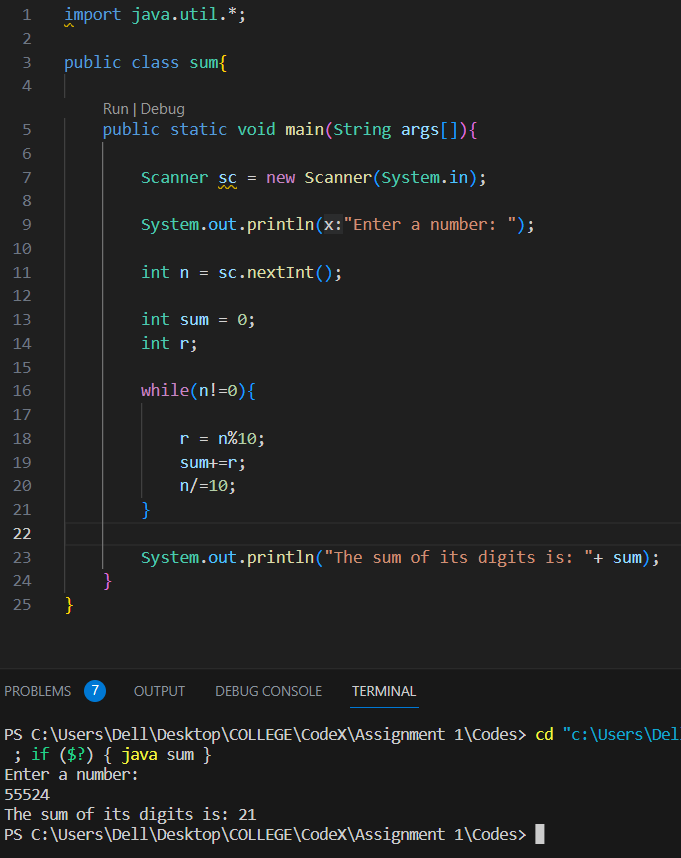 1 import java.util.*;
2
3 public class sum{
4
Run | Debug
5 public static void main(String args[]){
6
7 Scanner sc = new Scanner(System.in);
8
9 System.out.println(x:"Enter a number: ");
10
11 int n = sc.nextInt();
12
13 int sum = 0;
14 int r;
15
16 while(n!=0){
17
18 r = n%10;
19 sum+=r;
20 n/=10;
21 }
22
23 System.out.println("The sum of its digits is: "+ sum);
24 }
25 }
PROBLEMS 7 OUTPUT DEBUG CONSOLE TERMINAL
PS C:\Users\Dell\Desktop\COLLEGE\CodeX\Assignment 1\Codes> cd "c:\Users\Del
; if ($?) { java sum }
Enter a number:
55524
The sum of its digits is: 21
PS C:\Users\Dell\Desktop\COLLEGE\CodeX\Assignment 1\Codes>